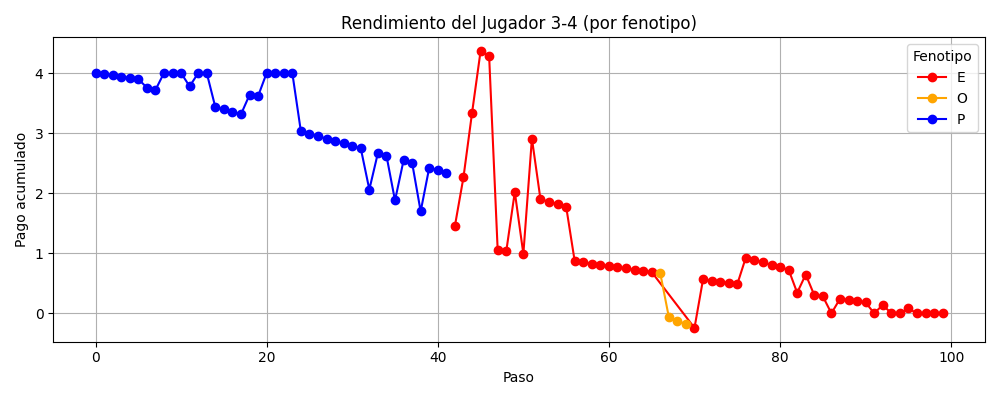 Rendimiento del Jugador 3-4 (por fenotipo)
Pago acumulado
4
3
2
1
0
Fenotipo
E
O
P
0 20 40 60 80 100
Paso